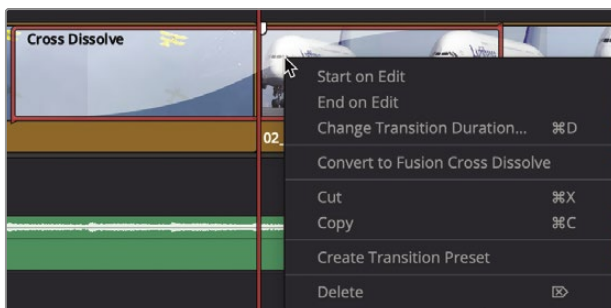 Cross Dissolve
02_
Start on Edit
End on Edit
Change Transition Duration... ⌘D
Convert to Fusion Cross Dissolve
Cut ⌘X
Copy ⌘C
Create Transition Preset
Delete ⌦